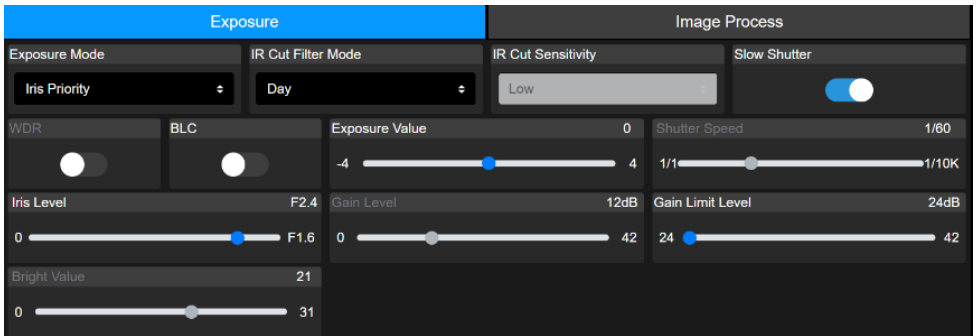 Exposure
Image Process
Exposure Mode
IR Cut Filter Mode
IR Cut Sensitivity
Slow Shutter
Iris Priority
Day
Low
WDR
BLC
Exposure Value 0
Shutter Speed 1/60
-4 4
1/1 1/10K
Iris Level F2.4
Gain Level 12dB
Gain Limit Level 24dB
0 F1.6
0 42
24 42
Bright Value 21
0 31